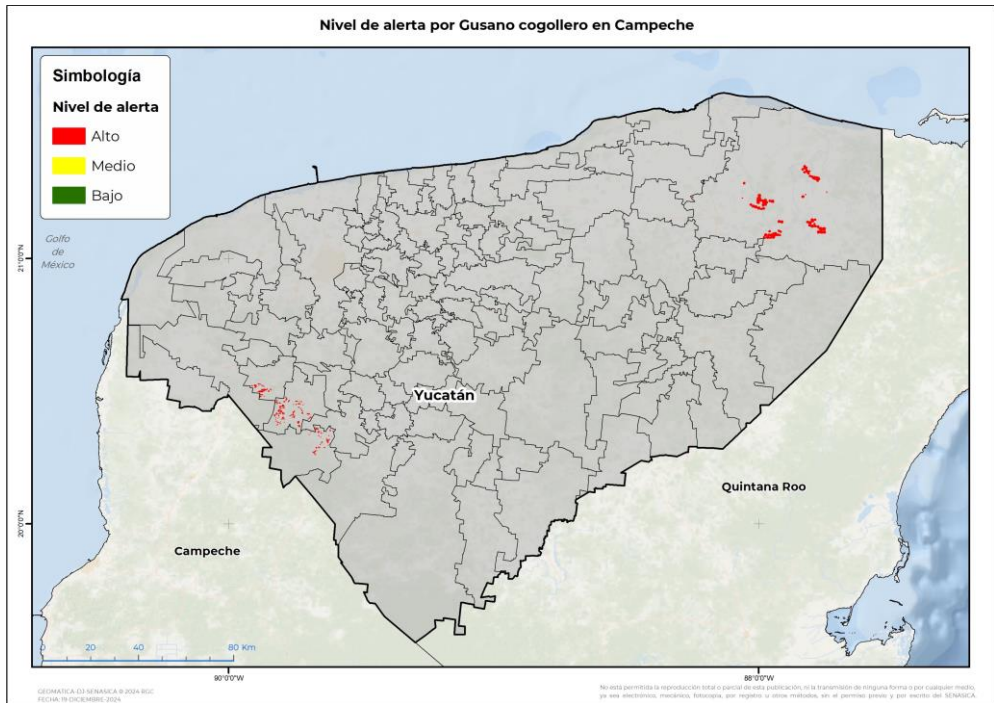 Nivel de alerta por Gusano cogollero en Campeche
Simbología
Nivel de alerta
Alto
Medio
Bajo
Golfo
de
México
21°0'0"N
20°0'0"N
Yucatán
Quintana Roo
Campeche
0 20 40 80 Km
90°0'0"W
88°0'0"W
GEOMATICA-DJ-SENASICA © 2024 RGC
FECHA: 19-DICIEMBRE-2024
No está permitida la reproducción total o parcial de esta publicación, ni la transmisión de ninguna forma o por cualquier medio,
ya sea electrónico, mecánico, fotocopia, por registro u otros métodos, sin el permiso previo y por escrito del SENASICA.